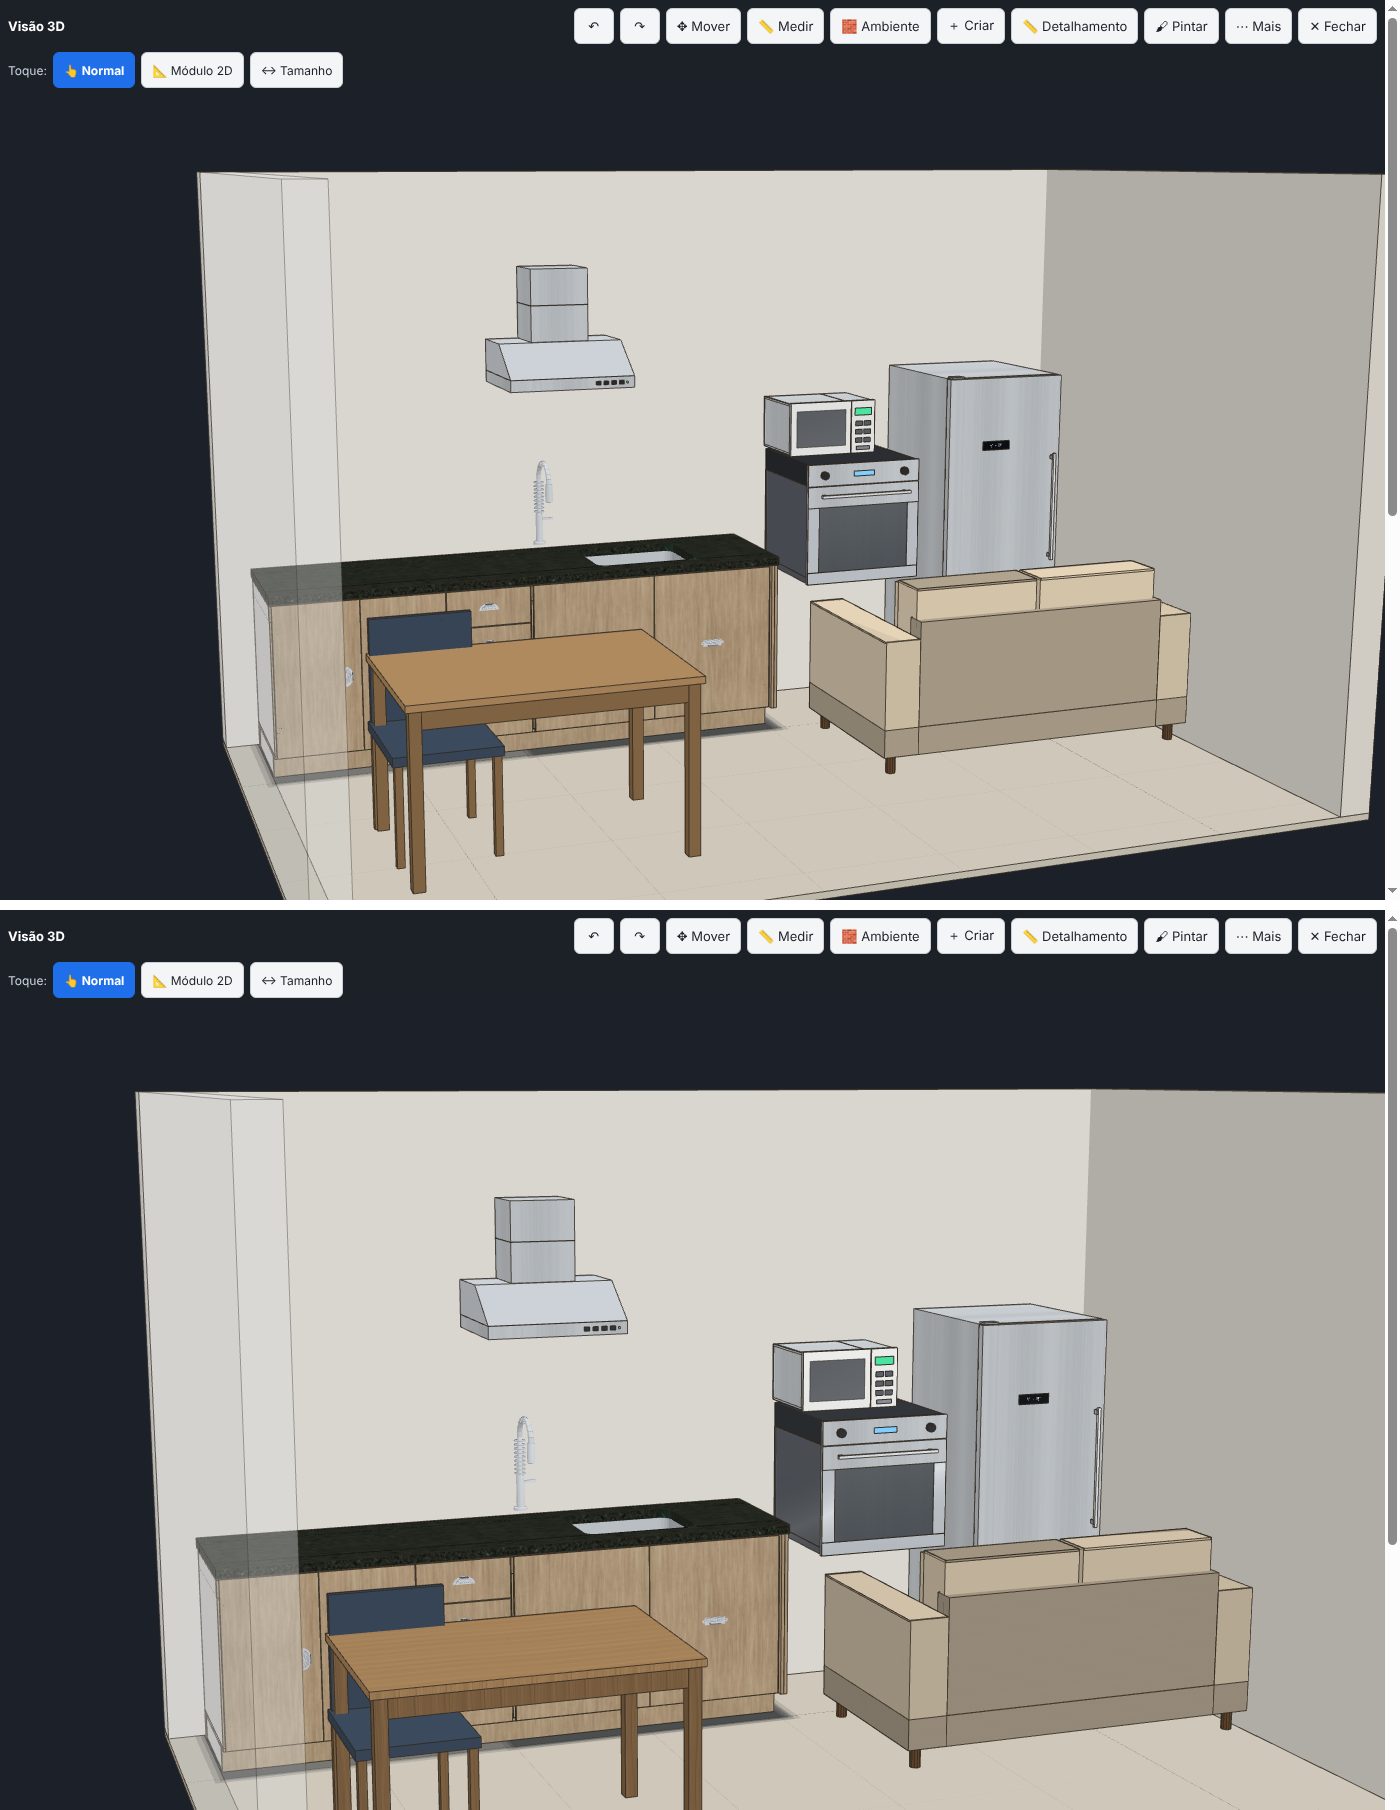 Visão 3D
↶ ↷ ✥ Mover 📏 Medir 🧱 Ambiente + Criar 📏 Detalhamento 🖌 Pintar ⋯ Mais ✕ Fechar
Toque: 👆 Normal 📐 Módulo 2D ↔ Tamanho
Visão 3D
↶ ↷ ✥ Mover 📏 Medir 🧱 Ambiente + Criar 📏 Detalhamento 🖌 Pintar ⋯ Mais ✕ Fechar
Toque: 👆 Normal 📐 Módulo 2D ↔ Tamanho